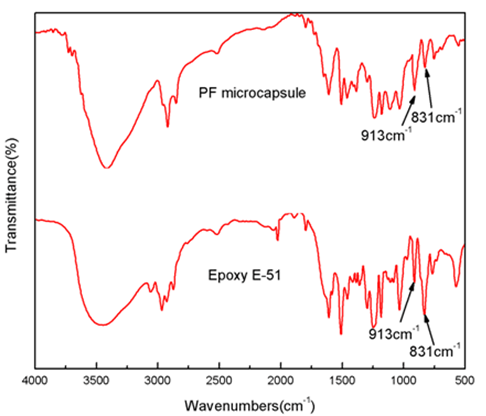 PF microcapsule
831cm⁻¹
913cm⁻¹
Transmittance(%)
Epoxy E-51
913cm⁻¹
831cm⁻¹
4000 3500 3000 2500 2000 1500 1000 500
Wavenumbers(cm⁻¹)